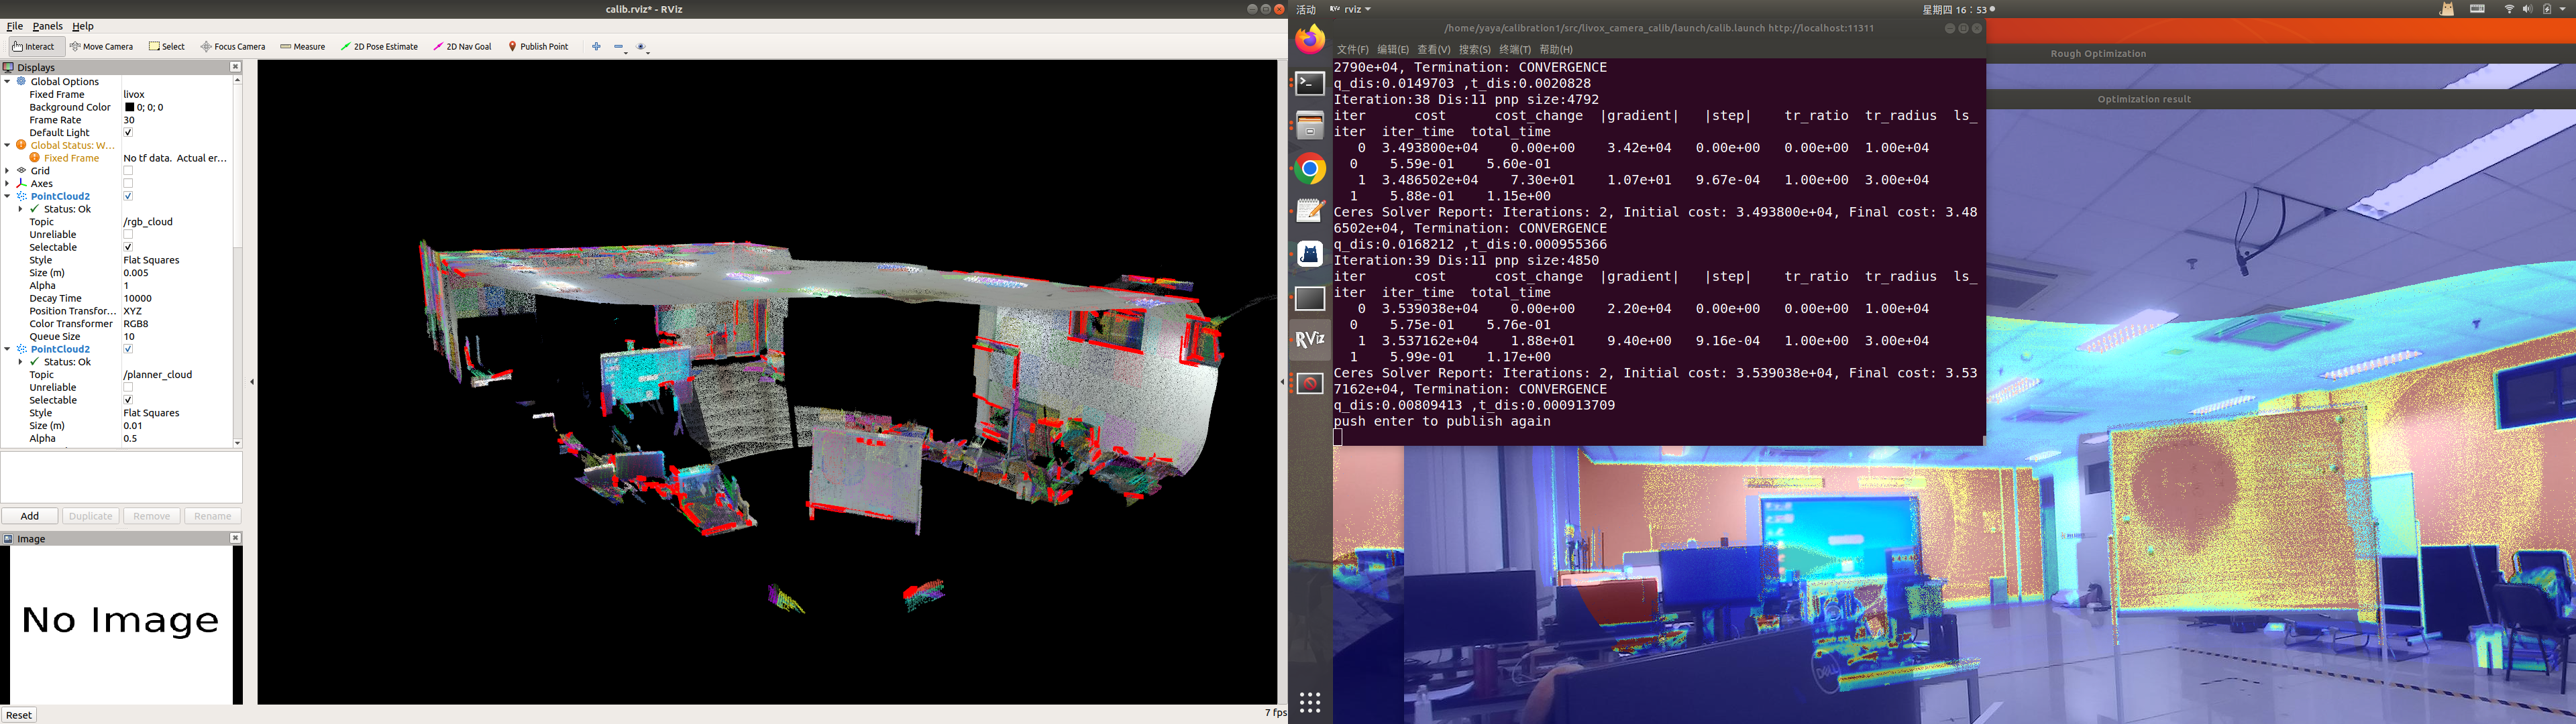 calib.rviz* - RViz
File Panels Help
Interact Move Camera Select Focus Camera Measure 2D Pose Estimate 2D Nav Goal Publish Point
Displays
Global Options
Fixed Frame livox
Background Color 0; 0; 0
Frame Rate 30
Default Light
Global Status: W...
Fixed Frame No tf data. Actual er...
Grid
Axes
PointCloud2
Status: Ok
Topic /rgb_cloud
Unreliable
Selectable
Style Flat Squares
Size (m) 0.005
Alpha 1
Decay Time 10000
Position Transfor... XYZ
Color Transformer RGB8
Queue Size 10
PointCloud2
Status: Ok
Topic /planner_cloud
Unreliable
Selectable
Style Flat Squares
Size (m) 0.01
Alpha 0.5
Add Duplicate Remove Rename
Image
No Image
Reset
7 fps
活动 RViz rviz
星期四 16:53
/home/yaya/calibration1/src/livox_camera_calib/launch/calib.launch http://localhost:11311
文件(F) 编辑(E) 查看(V) 搜索(S) 终端(T) 帮助(H)
2790e+04, Termination: CONVERGENCE
q_dis:0.0149703 ,t_dis:0.0020828
Iteration:38 Dis:11 pnp size:4792
iter cost cost_change |gradient| |step| tr_ratio tr_radius ls_
iter iter_time total_time
0 3.493800e+04 0.00e+00 3.42e+04 0.00e+00 0.00e+00 1.00e+04
0 5.59e-01 5.60e-01
1 3.486502e+04 7.30e+01 1.07e+01 9.67e-04 1.00e+00 3.00e+04
1 5.88e-01 1.15e+00
Ceres Solver Report: Iterations: 2, Initial cost: 3.493800e+04, Final cost: 3.48
6502e+04, Termination: CONVERGENCE
q_dis:0.0168212 ,t_dis:0.000955366
Iteration:39 Dis:11 pnp size:4850
iter cost cost_change |gradient| |step| tr_ratio tr_radius ls_
iter iter_time total_time
0 3.539038e+04 0.00e+00 2.20e+04 0.00e+00 0.00e+00 1.00e+04
0 5.75e-01 5.76e-01
1 3.537162e+04 1.88e+01 9.40e+00 9.16e-04 1.00e+00 3.00e+04
1 5.99e-01 1.17e+00
Ceres Solver Report: Iterations: 2, Initial cost: 3.539038e+04, Final cost: 3.53
7162e+04, Termination: CONVERGENCE
q_dis:0.00809413 ,t_dis:0.000913709
push enter to publish again
RViz
Rough Optimization
Optimization result
DELL